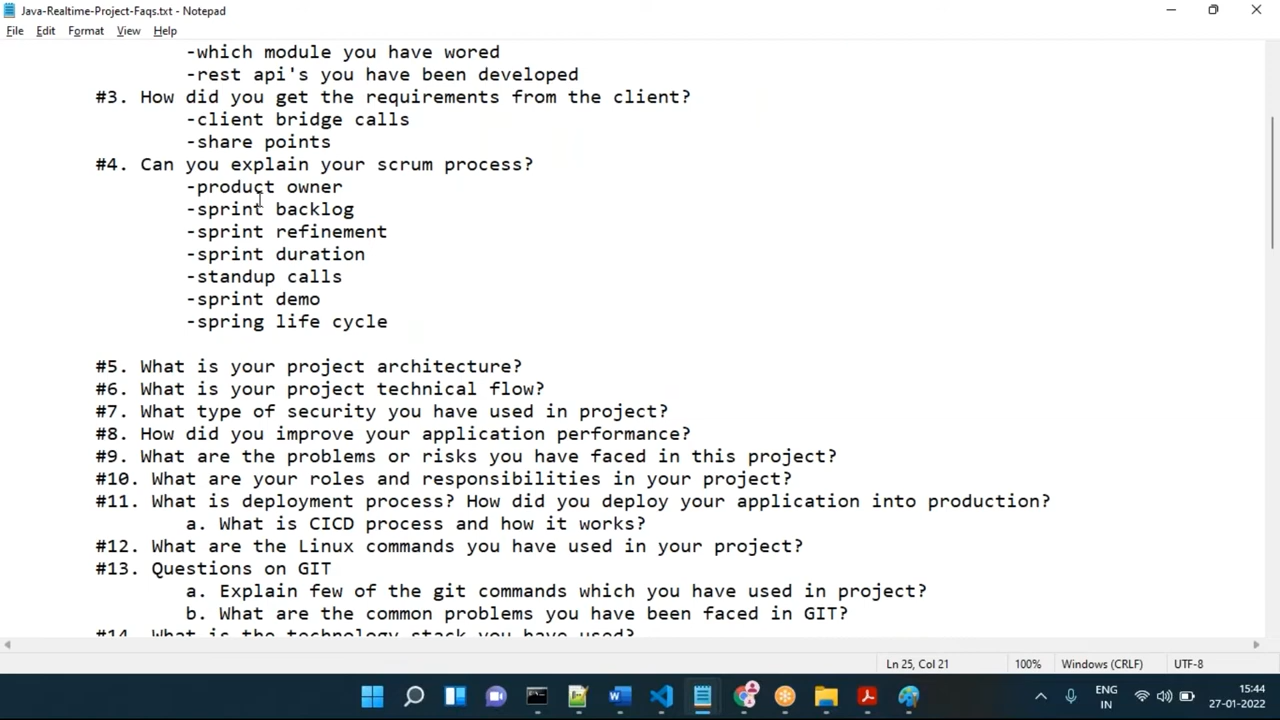 Java-Realtime-Project-Faqs.txt - Notepad
File Edit Format View Help
-which module you have wored
-rest api's you have been developed
#3. How did you get the requirements from the client?
-client bridge calls
-share points
#4. Can you explain your scrum process?
-product owner
-sprint backlog
-sprint refinement
-sprint duration
-standup calls
-sprint demo
-spring life cycle
#5. What is your project architecture?
#6. What is your project technical flow?
#7. What type of security you have used in project?
#8. How did you improve your application performance?
#9. What are the problems or risks you have faced in this project?
#10. What are your roles and responsibilities in your project?
#11. What is deployment process? How did you deploy your application into production?
a. What is CICD process and how it works?
#12. What are the Linux commands you have used in your project?
#13. Questions on GIT
a. Explain few of the git commands which you have used in project?
b. What are the common problems you have been faced in GIT?
#14. What is the technology stack you have used?
Ln 25, Col 21 100% Windows (CRLF) UTF-8
ENG 15:44
IN 27-01-2022